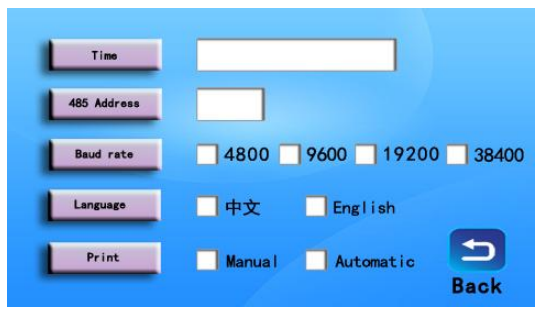 Time
485 Address
Baud rate 4800 9600 19200 38400
Language 中文 English
Print Manual Automatic
Back